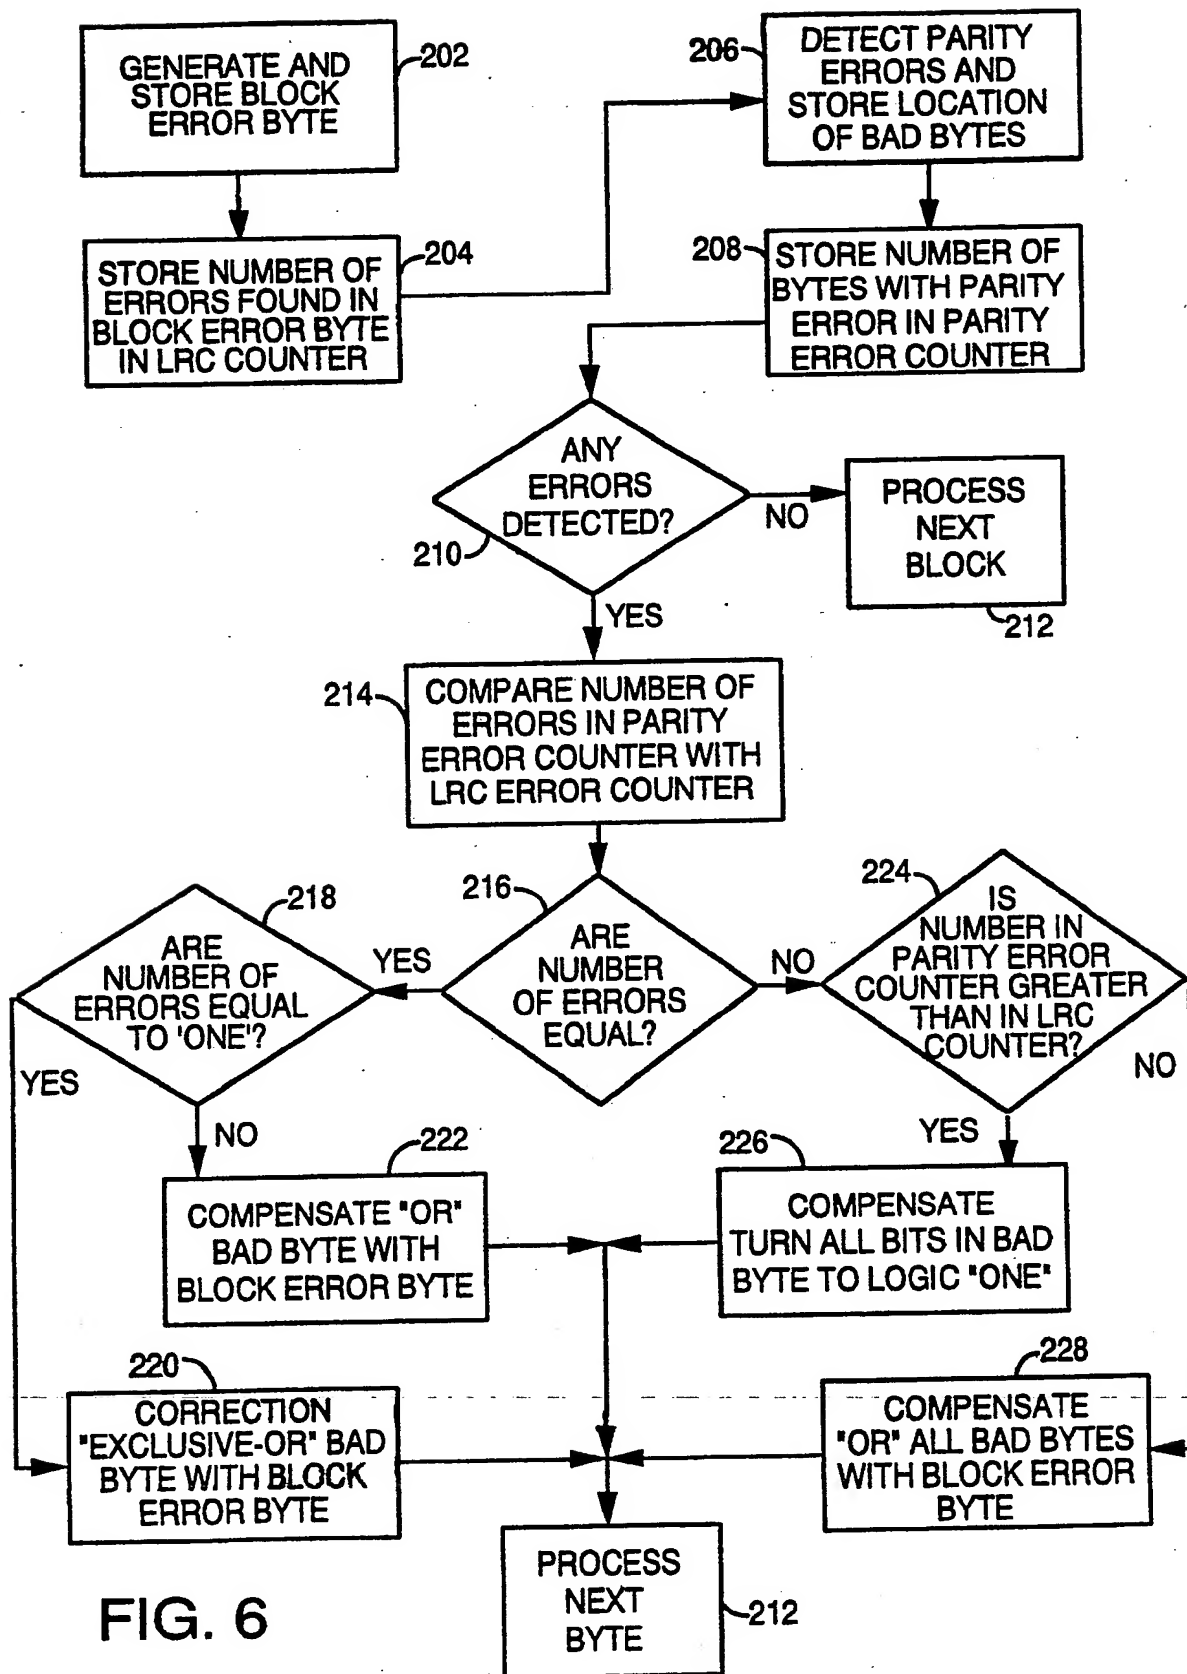 GENERATE AND
STORE BLOCK
ERROR BYTE
202
STORE NUMBER OF
ERRORS FOUND IN
BLOCK ERROR BYTE
IN LRC COUNTER
204
206
DETECT PARITY
ERRORS AND
STORE LOCATION
OF BAD BYTES
208
STORE NUMBER OF
BYTES WITH PARITY
ERROR IN PARITY
ERROR COUNTER
ANY
ERRORS
DETECTED?
210
NO
PROCESS
NEXT
BLOCK
212
YES
214
COMPARE NUMBER OF
ERRORS IN PARITY
ERROR COUNTER WITH
LRC ERROR COUNTER
218
ARE
NUMBER OF
ERRORS EQUAL
TO 'ONE'?
YES
216
ARE
NUMBER
OF ERRORS
EQUAL?
NO
224
IS
NUMBER IN
PARITY ERROR
COUNTER GREATER
THAN IN LRC
COUNTER?
NO
YES
NO
YES
222
COMPENSATE "OR"
BAD BYTE WITH
BLOCK ERROR BYTE
226
COMPENSATE
TURN ALL BITS IN BAD
BYTE TO LOGIC "ONE"
220
CORRECTION
"EXCLUSIVE-OR" BAD
BYTE WITH BLOCK
ERROR BYTE
228
COMPENSATE
"OR" ALL BAD BYTES
WITH BLOCK ERROR
BYTE
PROCESS
NEXT
BYTE
212
FIG. 6